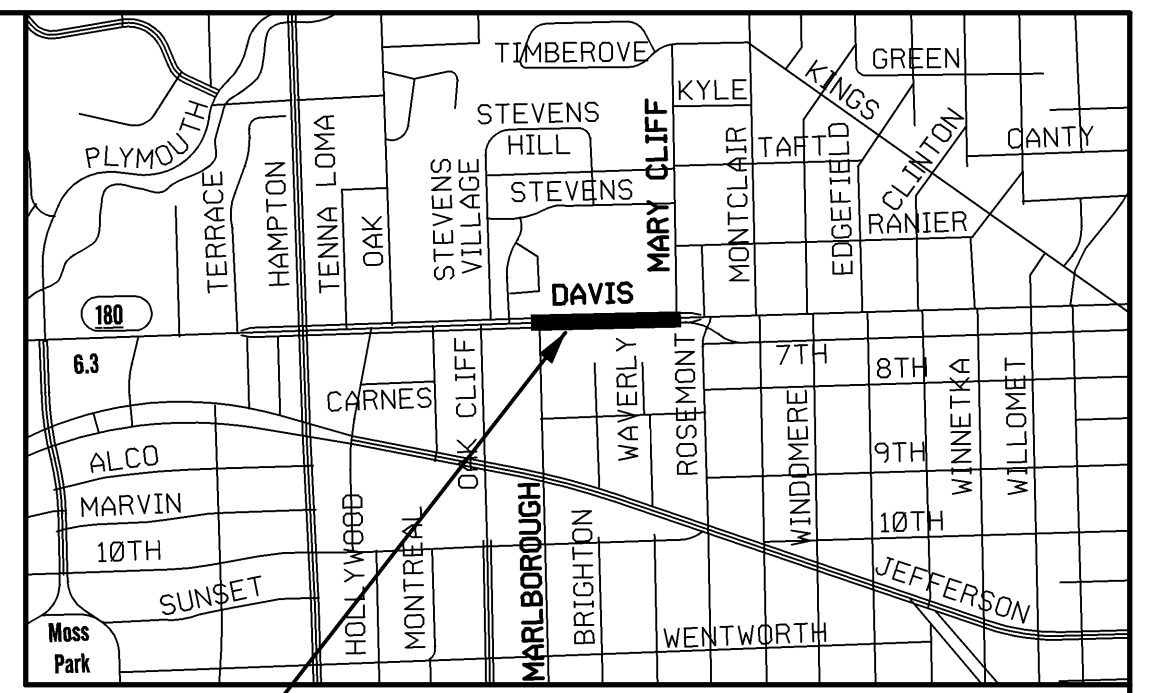 TIMBEROVE
GREEN
KINGS
KYLE
STEVENS
HILL
MARY CLIFF
PLYMOUTH
TENNA LOMA
MONTCLAIR
TAFT
EDGEFIELD
CLINTON
CANTY
TERRACE
HAMPTON
OAK
STEVENS
VILLAGE
STEVENS
RANIER
DAVIS
180
6.3
CARNES
OAK CLIFF
WAVERLY
ROSEMONT
7TH
8TH
WINDOMERE
WINNETKA
WILLOMET
ALCO
9TH
MARVIN
10TH
10TH
HOLLYWOOD
MONTREAL
MARLBOROUGH
BRIGHTON
SUNSET
JEFFERSON
WENTWORTH
Moss
Park